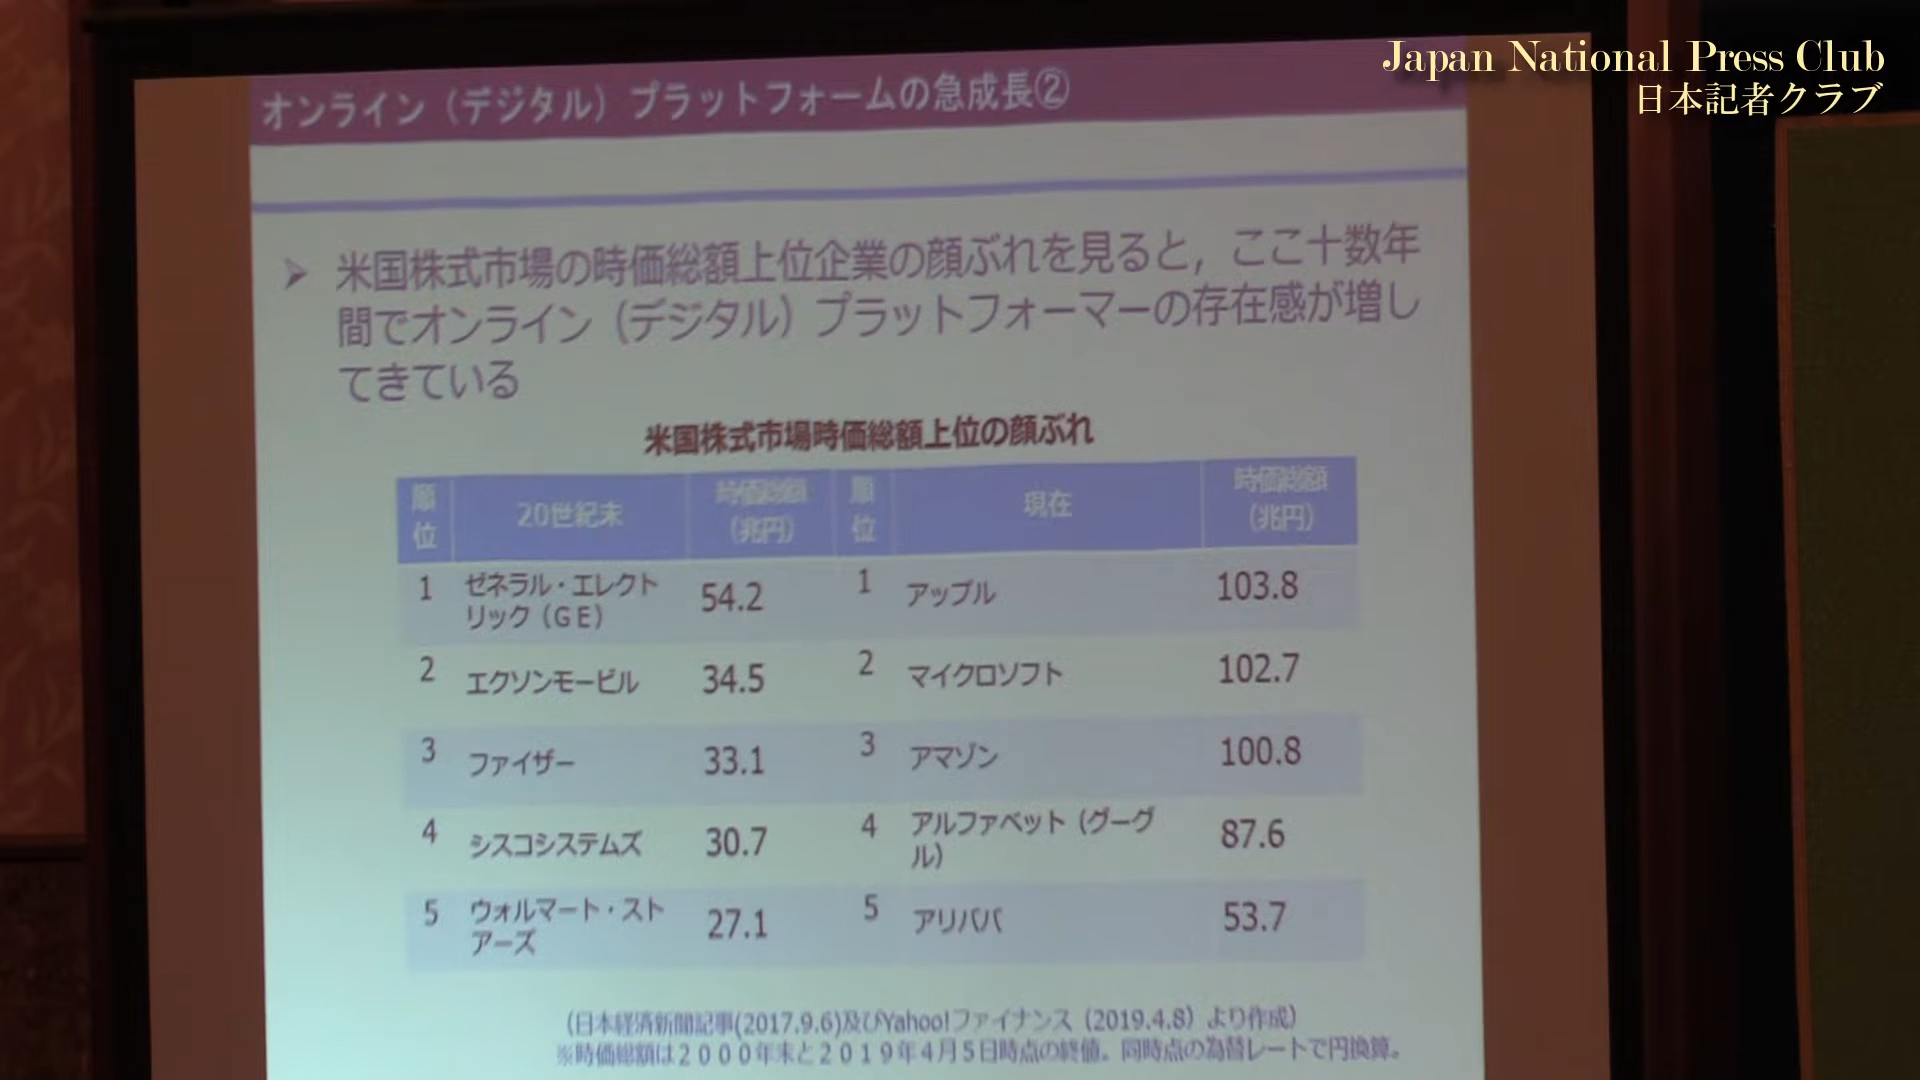 Japan National Press Club
日本記者クラブ
オンライン（デジタル）プラットフォームの急成長②
➤ 米国株式市場の時価総額上位企業の顔ぶれを見ると，ここ十数年
間でオンライン（デジタル）プラットフォーマーの存在感が増し
てきている
米国株式市場時価総額上位の顔ぶれ
順位 20世紀末 時価総額（兆円） 順位 現在 時価総額（兆円）
1 ゼネラル・エレクトリック（ＧＥ） 54.2 1 アップル 103.8
2 エクソンモービル 34.5 2 マイクロソフト 102.7
3 ファイザー 33.1 3 アマゾン 100.8
4 シスコシステムズ 30.7 4 アルファベット（グーグル） 87.6
5 ウォルマート・ストアーズ 27.1 5 アリババ 53.7
（日本経済新聞記事(2017.9.6)及びYahoo!ファイナンス（2019.4.8）より作成）
※時価総額は２０００年末と２０１９年４月５日時点の終値。同時点の為替レートで円換算。